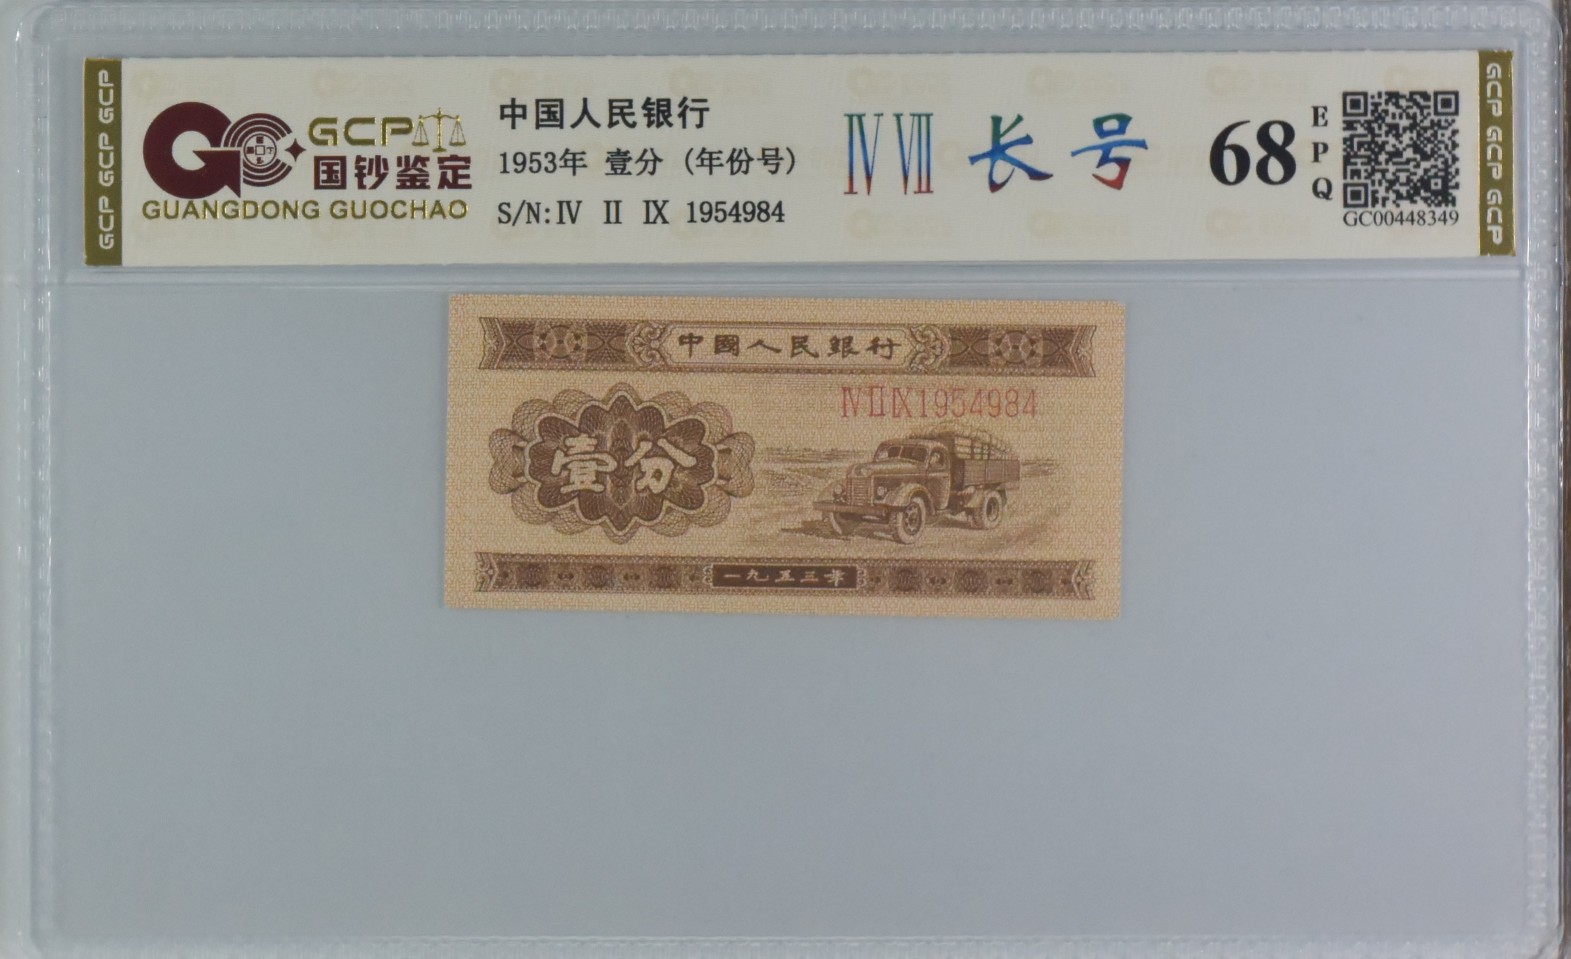 GCP GCP GCP
GCP
国钞鉴定
GUANGDONG GUOCHAO
中国人民银行
1953年 壹分 (年份号)
S/N:Ⅳ Ⅱ Ⅸ 1954984
Ⅳ Ⅶ 长号
68
EPQ
GC00448349
GCP GCP GCP
中國人民銀行
ⅣⅡⅨ1954984
壹分
一九五三年